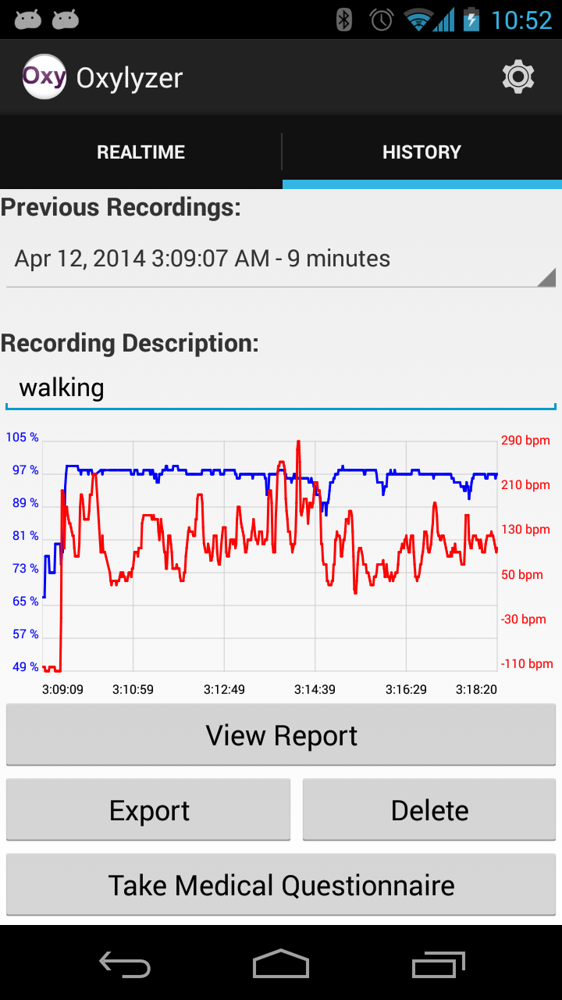 10:52
Oxy Oxylyzer
REALTIME HISTORY
Previous Recordings:
Apr 12, 2014 3:09:07 AM - 9 minutes
Recording Description:
walking
105 % 290 bpm
97 %
210 bpm
89 %
81 % 130 bpm
73 % 50 bpm
65 %
-30 bpm
57 %
49 % -110 bpm
3:09:09 3:10:59 3:12:49 3:14:39 3:16:29 3:18:20
View Report
Export Delete
Take Medical Questionnaire